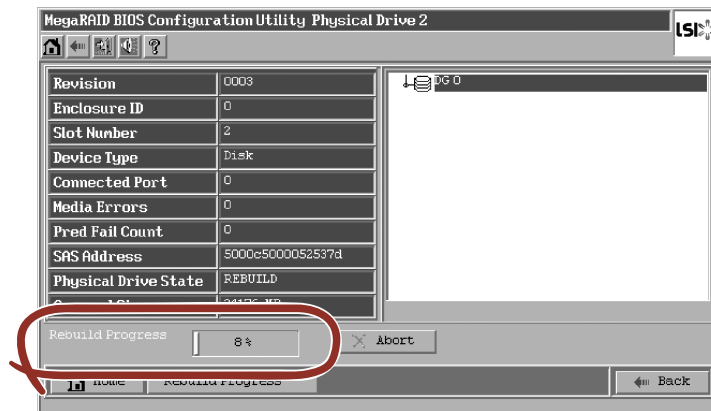 MegaRAID BIOS Configuration Utility Physical Drive 2
LSI
Revision 0003
Enclosure ID 0
Slot Number 2
Device Type Disk
Connected Port 0
Media Errors 0
Pred Fail Count 0
SAS Address 5000c5000052537d
Physical Drive State REBUILD
DG 0
Rebuild Progress 8%
Abort
Home
Rebuild Progress
Back